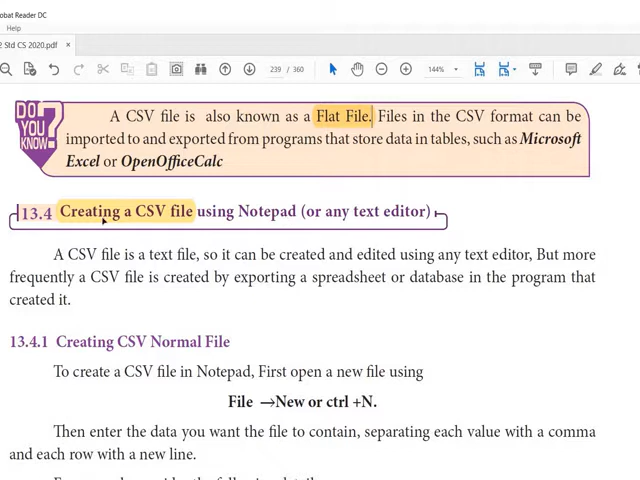 obat Reader DC
Help
2 Std CS 2020.pdf ×
239 / 360 144%
DO YOU KNOW?
A CSV file is also known as a Flat File. Files in the CSV format can be
imported to and exported from programs that store data in tables, such as Microsoft
Excel or OpenOfficeCalc
13.4 Creating a CSV file using Notepad (or any text editor)
A CSV file is a text file, so it can be created and edited using any text editor, But more
frequently a CSV file is created by exporting a spreadsheet or database in the program that
created it.
13.4.1 Creating CSV Normal File
To create a CSV file in Notepad, First open a new file using
File →New or ctrl +N.
Then enter the data you want the file to contain, separating each value with a comma
and each row with a new line.